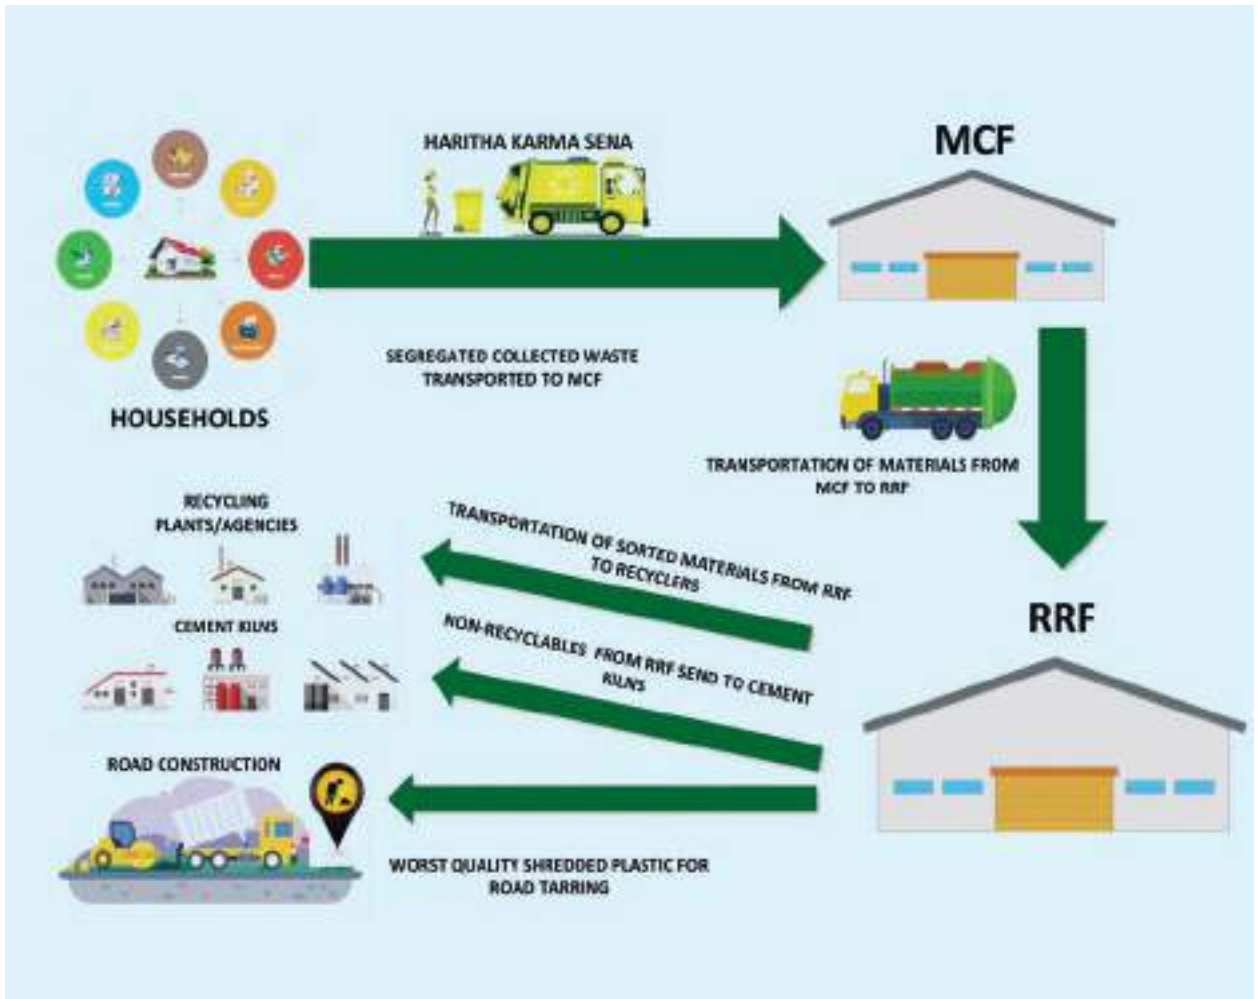 HARITHA KARMA SENA
MCF
SEGREGATED COLLECTED WASTE
TRANSPORTED TO MCF
HOUSEHOLDS
TRANSPORTATION OF MATERIALS FROM
MCF TO RRF
RECYCLING
PLANTS/AGENCIES
TRANSPORTATION OF SORTED MATERIALS FROM RRF
TO RECYCLERS
CEMENT KILNS
NON-RECYCLABLES FROM RRF SEND TO CEMENT
KILNS
RRF
ROAD CONSTRUCTION
WORST QUALITY SHREDDED PLASTIC FOR
ROAD TARRING